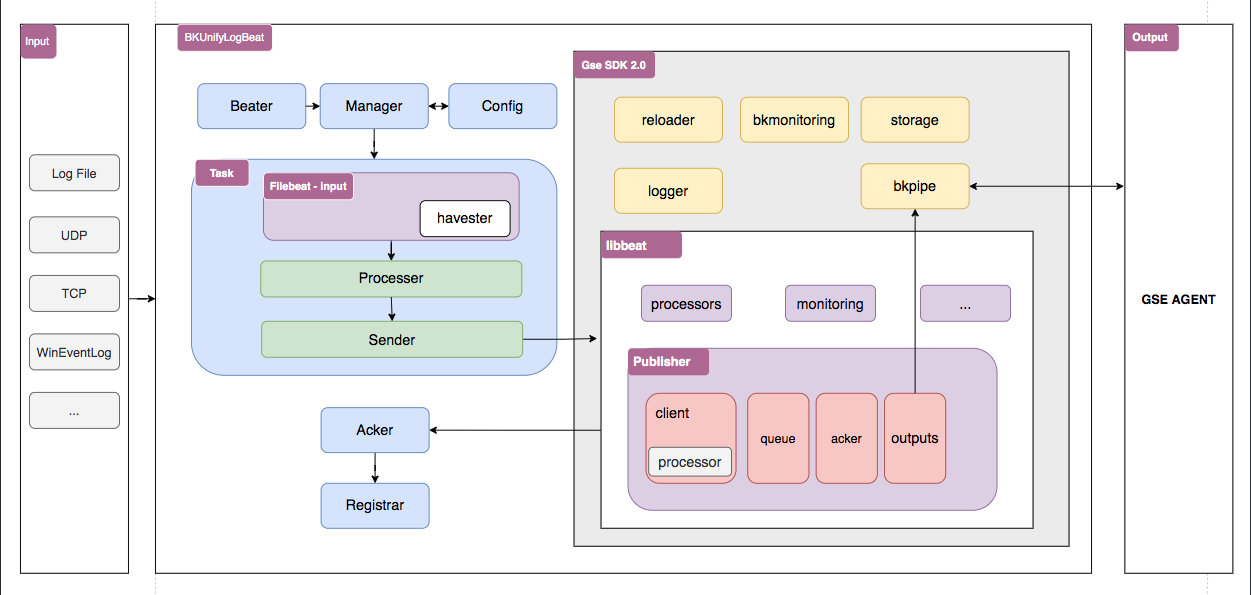 Input
Log File
UDP
TCP
WinEventLog
...
BKUnifyLogBeat
Beater
Manager
Config
Task
Filebeat - input
havester
Processer
Sender
Acker
Registrar
Gse SDK 2.0
reloader
bkmonitoring
storage
logger
bkpipe
libbeat
processors
monitoring
...
Publisher
client
processor
queue
acker
outputs
Output
GSE AGENT